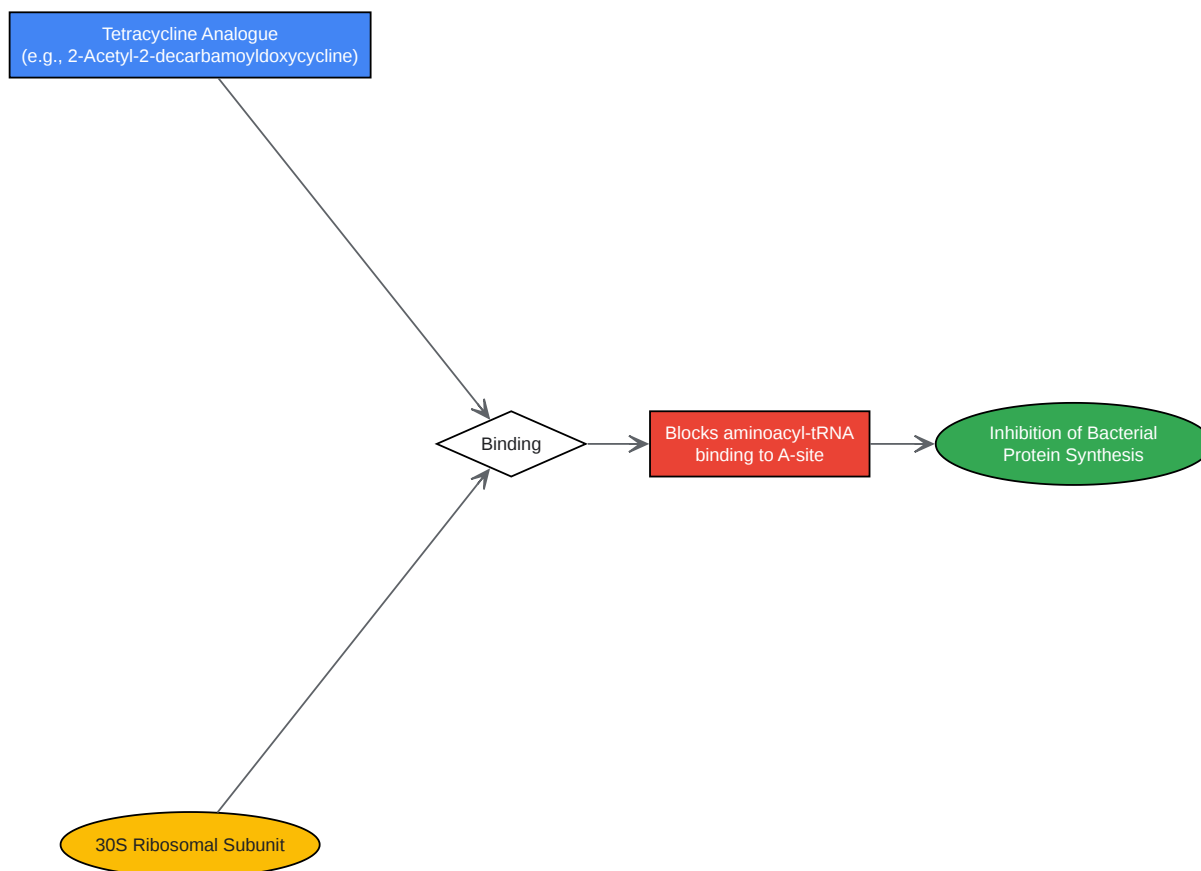 Tetracycline Analogue
(e.g., 2-Acetyl-2-decarbamoyldoxycycline)
Binding
Blocks aminoacyl-tRNA
binding to A-site
Inhibition of Bacterial
Protein Synthesis
30S Ribosomal Subunit